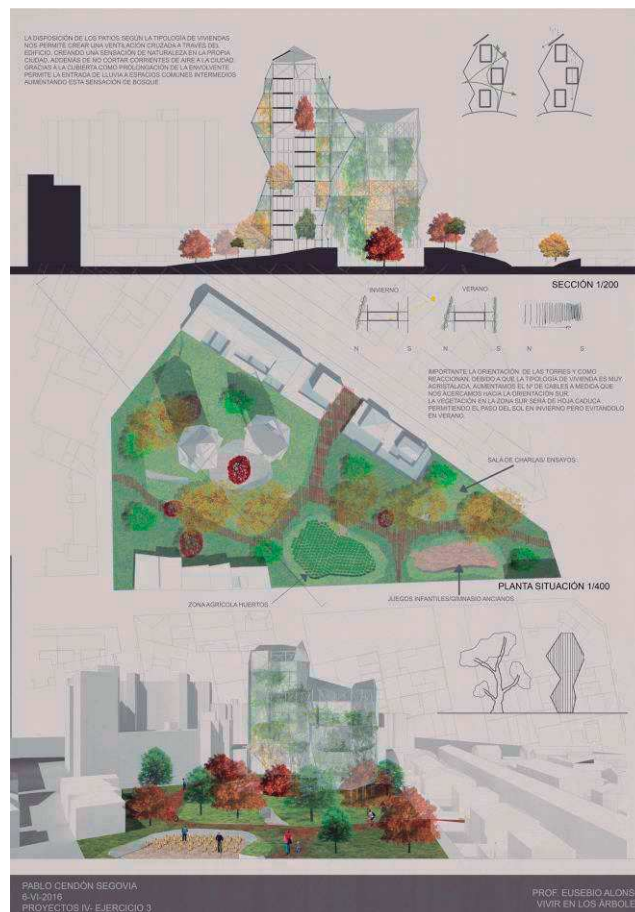 LA DISPOSICIÓN DE LOS PATIOS SEGÚN LA TIPOLOGÍA DE VIVIENDAS
NOS PERMITE CREAR UNA VENTILACIÓN CRUZADA A TRAVÉS DEL
EDIFICIO, CREANDO UNA SENSACIÓN DE NATURALEZA EN LA PROPIA
CIUDAD, ADDEMÁS DE NO CORTAR CORRIENTES DE AIRE A LA CIUDAD.
GRACIAS A LA CUBIERTA COMO PROLONGACIÓN DE LA ENVOLVENTE
PERMITE LA ENTRADA DE LLUVIA A ESPACIOS COMUNES INTERMEDIOS
AUMENTANDO ESTA SENSACIÓN DE BOSQUE
SECCIÓN 1/200
INVIERNO
VERANO
N S N S N S
IMPORTANTE LA ORIENTACIÓN DE LAS TORRES Y COMO
REACCIONAN, DEBIDO A QUE LA TIPOLOGÍA DE VIVIENDA ES MUY
ACRISTALADA, AUMENTAMOS EL Nº DE CABLES A MEDIDA QUE
NOS ACERCAMOS HACIA LA ORIENTACIÓN SUR.
LA VEGETACIÓN EN LA ZONA SUR SERÁ DE HOJA CADUCA
PERMITIENDO EL PASO DEL SOL EN INVIERNO PERO EVITÁNDOLO
EN VERANO.
SALA DE CHARLAS/ ENSAYOS
PLANTA SITUACIÓN 1/400
ZONA AGRÍCOLA HUERTOS
JUEGOS INFANTILES/GIMNASIO ANCIANOS
PABLO CENDÓN SEGOVIA
6-VI-2016
PROYECTOS IV- EJERCICIO 3
PROF. EUSEBIO ALONS
VIVIR EN LOS ÁRBOLE